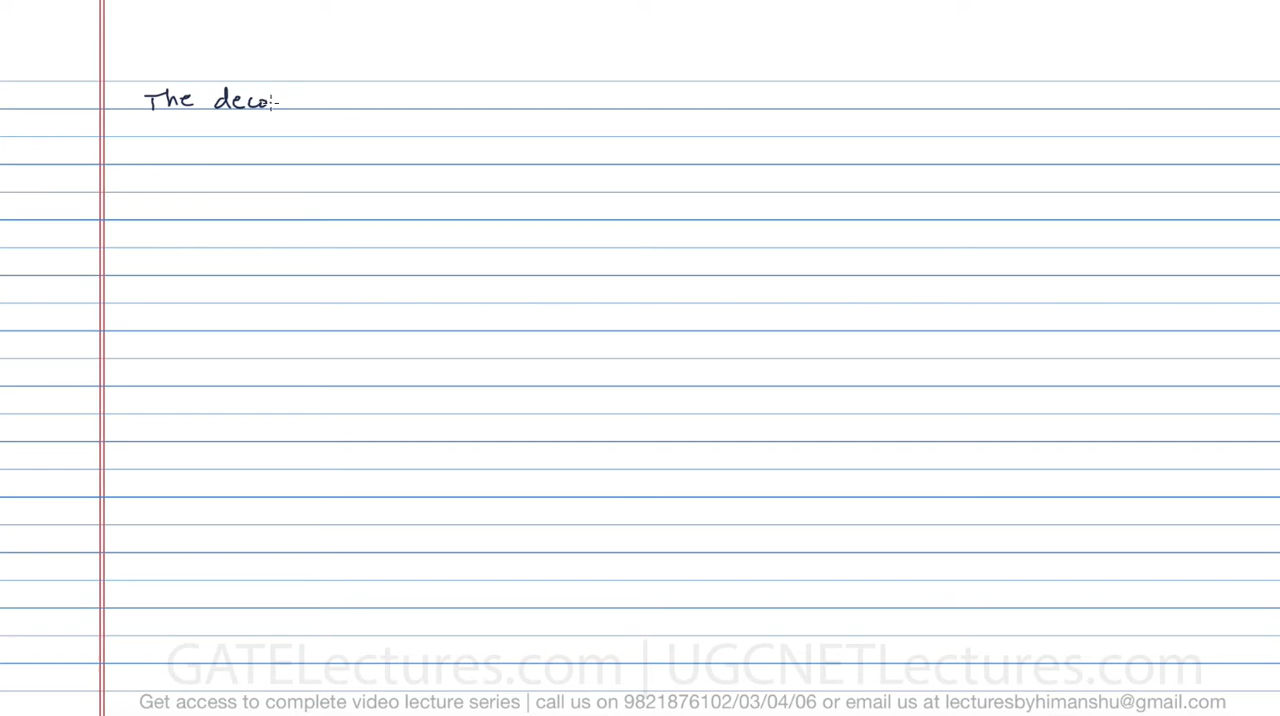 The deco
GATELectures.com | UGCNETLectures.com
Get access to complete video lecture series | call us on 9821876102/03/04/06 or email us at lecturesbyhimanshu@gmail.com